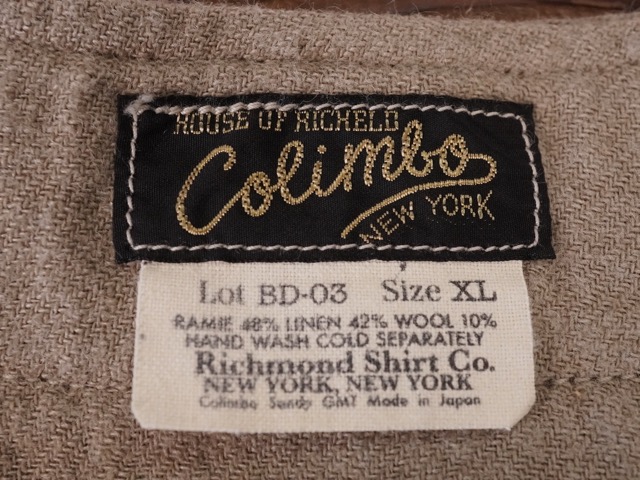 HOUSE OF RICHELD
Colimbo
NEW YORK
Lot BD-03 Size XL
RAMIE 48% LINEN 42% WOOL 10%
HAND WASH COLD SEPARATELY
Richmond Shirt Co.
NEW YORK, NEW YORK
Colimbo Sandy GMT Made in Japan